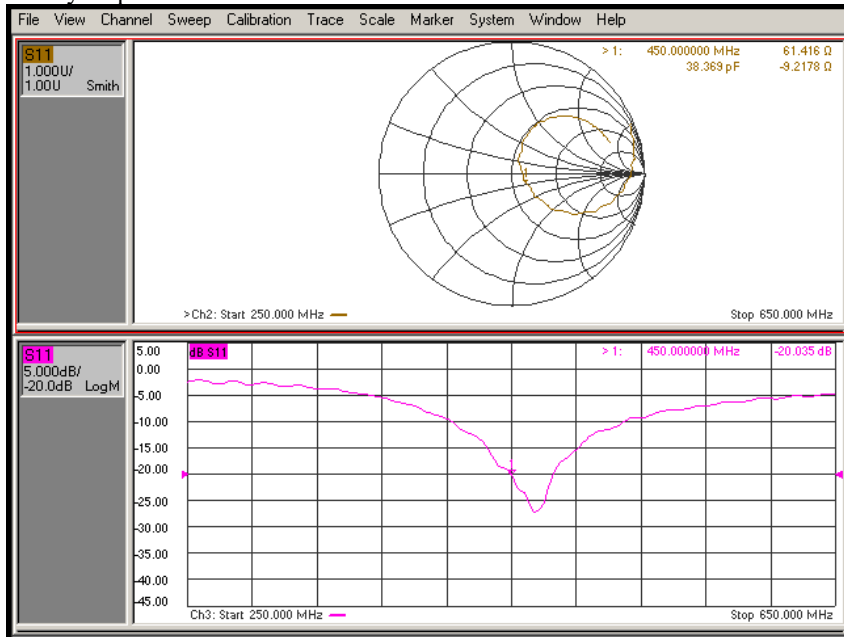 File View Channel Sweep Calibration Trace Scale Marker System Window Help
S11
1.000U/
1.00U Smith
> 1: 450.000000 MHz 61.416 Ω
38.369 pF -9.2178 Ω
>Ch2: Start 250.000 MHz
Stop 650.000 MHz
S11
5.000dB/
-20.0dB LogM
5.00
0.00
-5.00
-10.00
-15.00
-20.00
-25.00
-30.00
-35.00
-40.00
-45.00
dB S11
> 1: 450.000000 MHz -20.035 dB
Ch3: Start 250.000 MHz
Stop 650.000 MHz